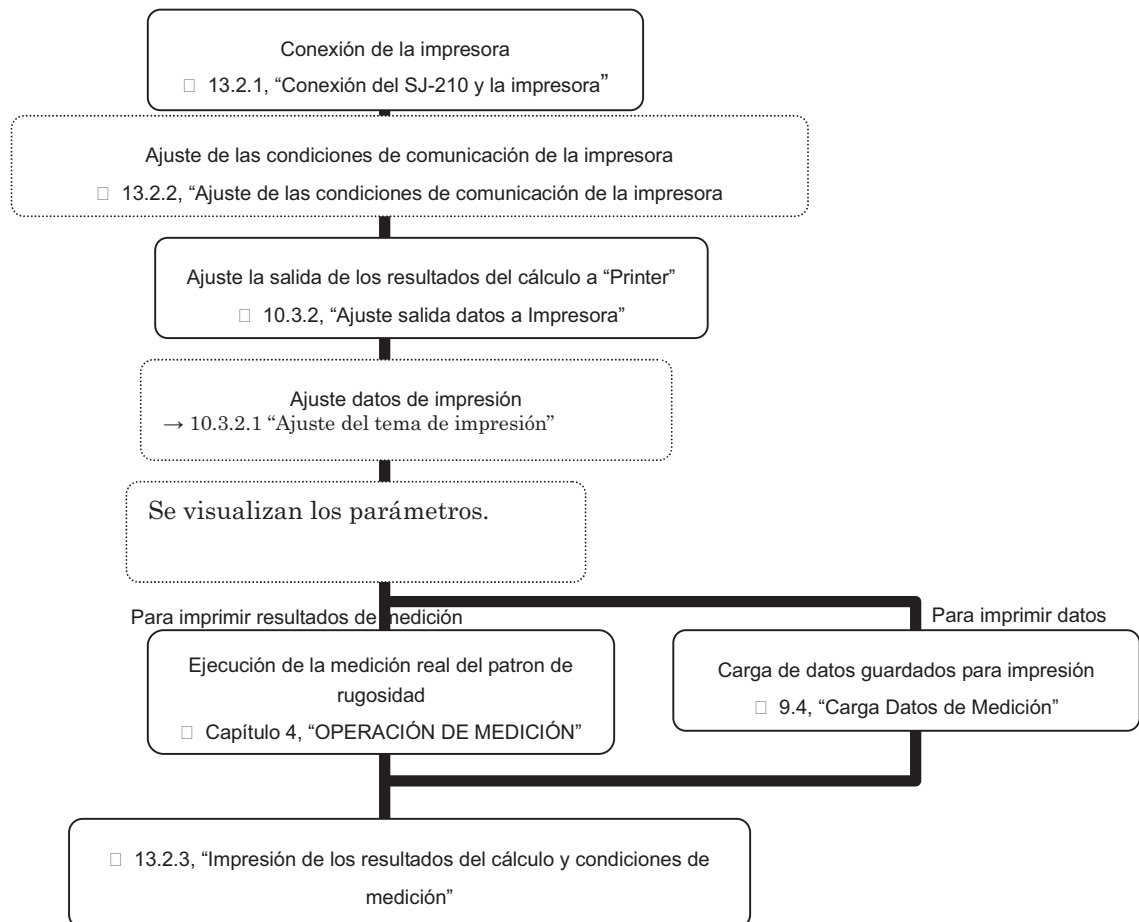 Conexión de la impresora
□ 13.2.1, “Conexión del SJ-210 y la impresora”
Ajuste de las condiciones de comunicación de la impresora
□ 13.2.2, “Ajuste de las condiciones de comunicación de la impresora
Ajuste la salida de los resultados del cálculo a “Printer”
□ 10.3.2, “Ajuste salida datos a Impresora”
Ajuste datos de impresión
→ 10.3.2.1 “Ajuste del tema de impresión”
Se visualizan los parámetros.
Para imprimir resultados de medición
Para imprimir datos
Ejecución de la medición real del patron de
rugosidad
□ Capítulo 4, “OPERACIÓN DE MEDICIÓN”
Carga de datos guardados para impresión
□ 9.4, “Carga Datos de Medición”
□ 13.2.3, “Impresión de los resultados del cálculo y condiciones de
medición”